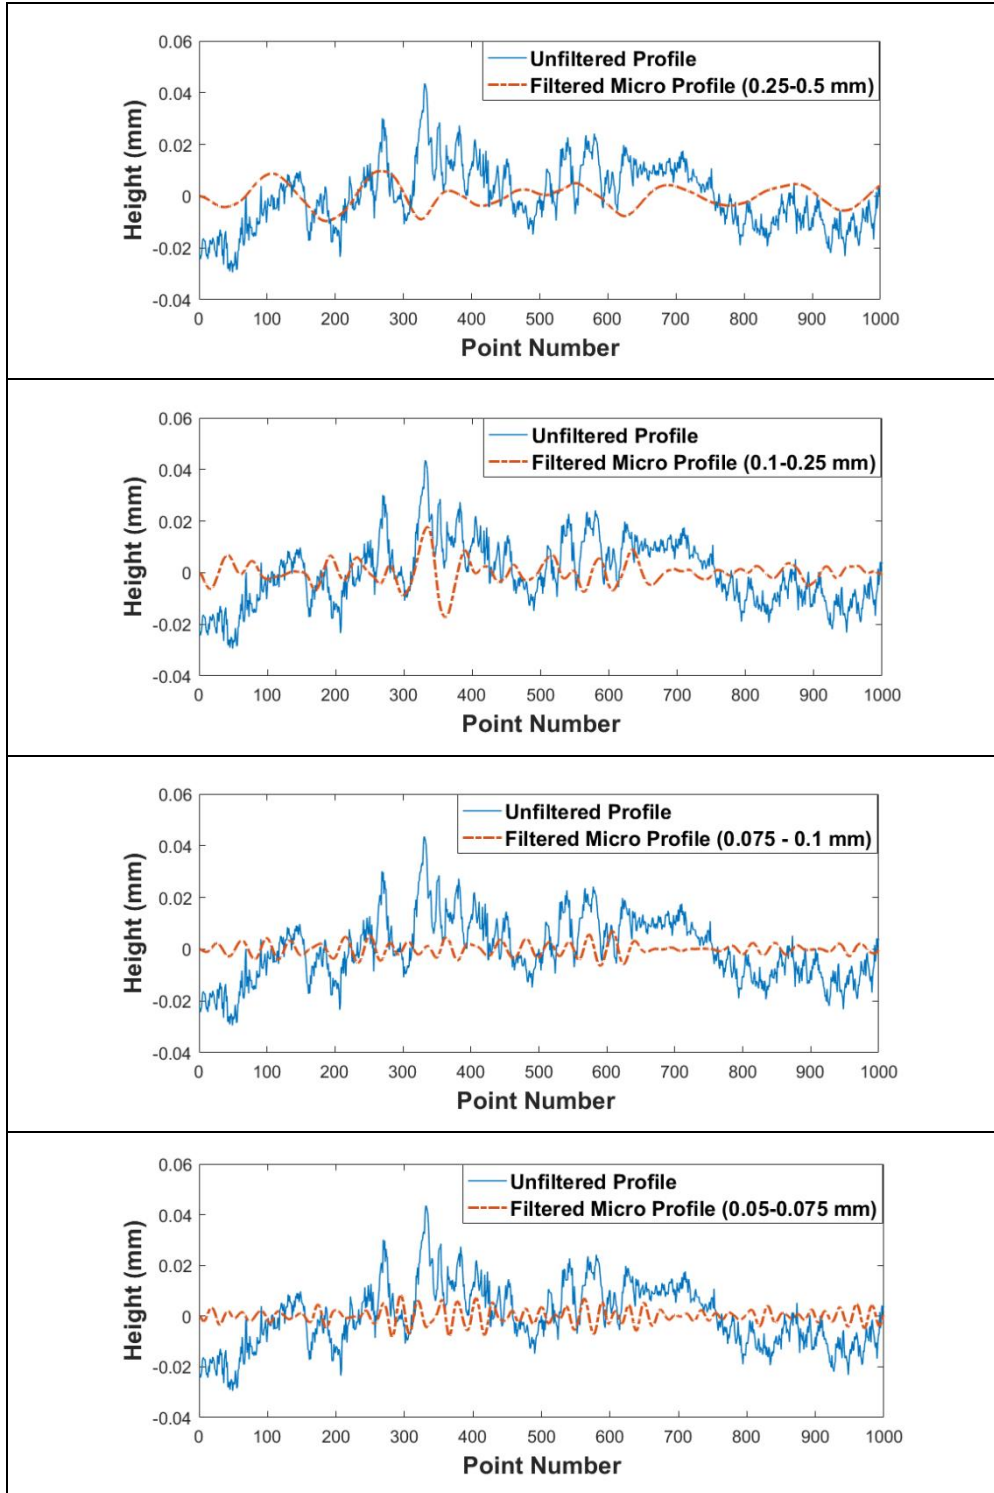 0.06
Unfiltered Profile
Filtered Micro Profile (0.25-0.5 mm)
0.04
0.02
0
-0.02
-0.04
Height (mm)
0 100 200 300 400 500 600 700 800 900 1000
Point Number
0.06
Unfiltered Profile
Filtered Micro Profile (0.1-0.25 mm)
0.04
0.02
0
-0.02
-0.04
Height (mm)
0 100 200 300 400 500 600 700 800 900 1000
Point Number
0.06
Unfiltered Profile
Filtered Micro Profile (0.075 - 0.1 mm)
0.04
0.02
0
-0.02
-0.04
Height (mm)
0 100 200 300 400 500 600 700 800 900 1000
Point Number
0.06
Unfiltered Profile
Filtered Micro Profile (0.05-0.075 mm)
0.04
0.02
0
-0.02
-0.04
Height (mm)
0 100 200 300 400 500 600 700 800 900 1000
Point Number